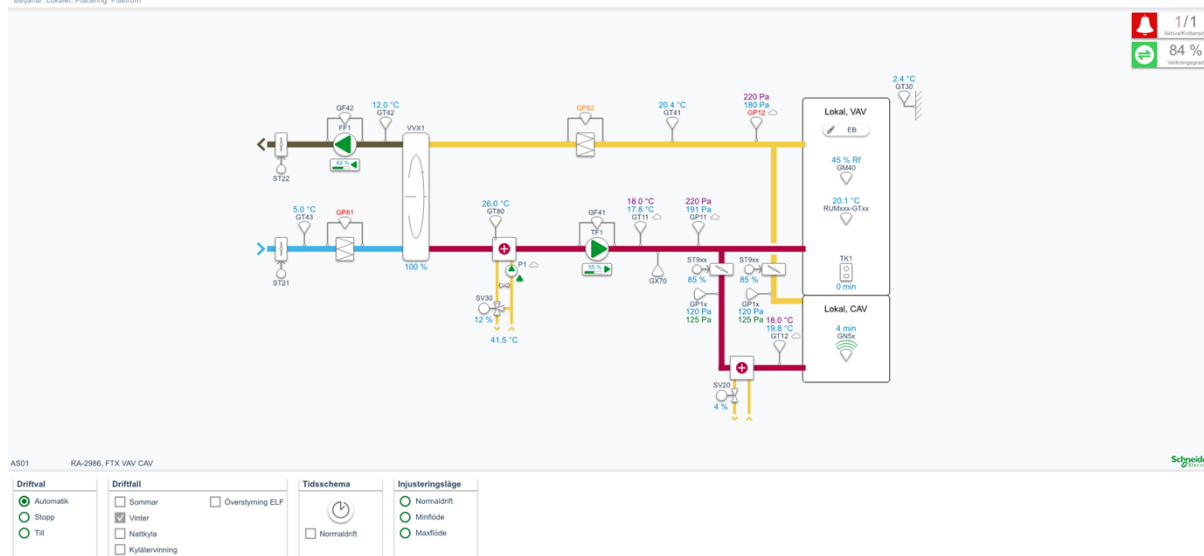 Betjänar: Lokaler, Placering: Fläktrum
1/1
Aktiva/Kvitterade
84 %
Verkningsgrad
2.4 °C
GT30
GF42
FF1
62 %
12.0 °C
GT42
VVX1
GP52
20.4 °C
GT41
220 Pa
180 Pa
GP12
Lokal, VAV
EB
45 % Rf
GM40
20.1 °C
RUMxxx-GTxx
TK1
0 min
ST22
5.0 °C
GT43
GP81
ST21
100 %
26.0 °C
GT80
P1
SV30
12 %
41.5 °C
GF41
TF1
55 %
18.0 °C
17.8 °C
GT11
220 Pa
191 Pa
GP11
GX70
ST9xx
85 %
GP1x
120 Pa
125 Pa
ST9xx
85 %
GP1x
120 Pa
125 Pa
18.0 °C
19.8 °C
GT12
Lokal, CAV
4 min
GN5x
SV20
4 %
AS01 RA-2986, FTX VAV CAV
Schneider
Electric
Driftval
Automatik
Stopp
Till
Driftfall
Sommar
Överstyrning ELF
Vinter
Nattkyla
Kylåtervinning
Tidsschema
Normaldrift
Injusteringsläge
Normaldrift
Minflöde
Maxflöde